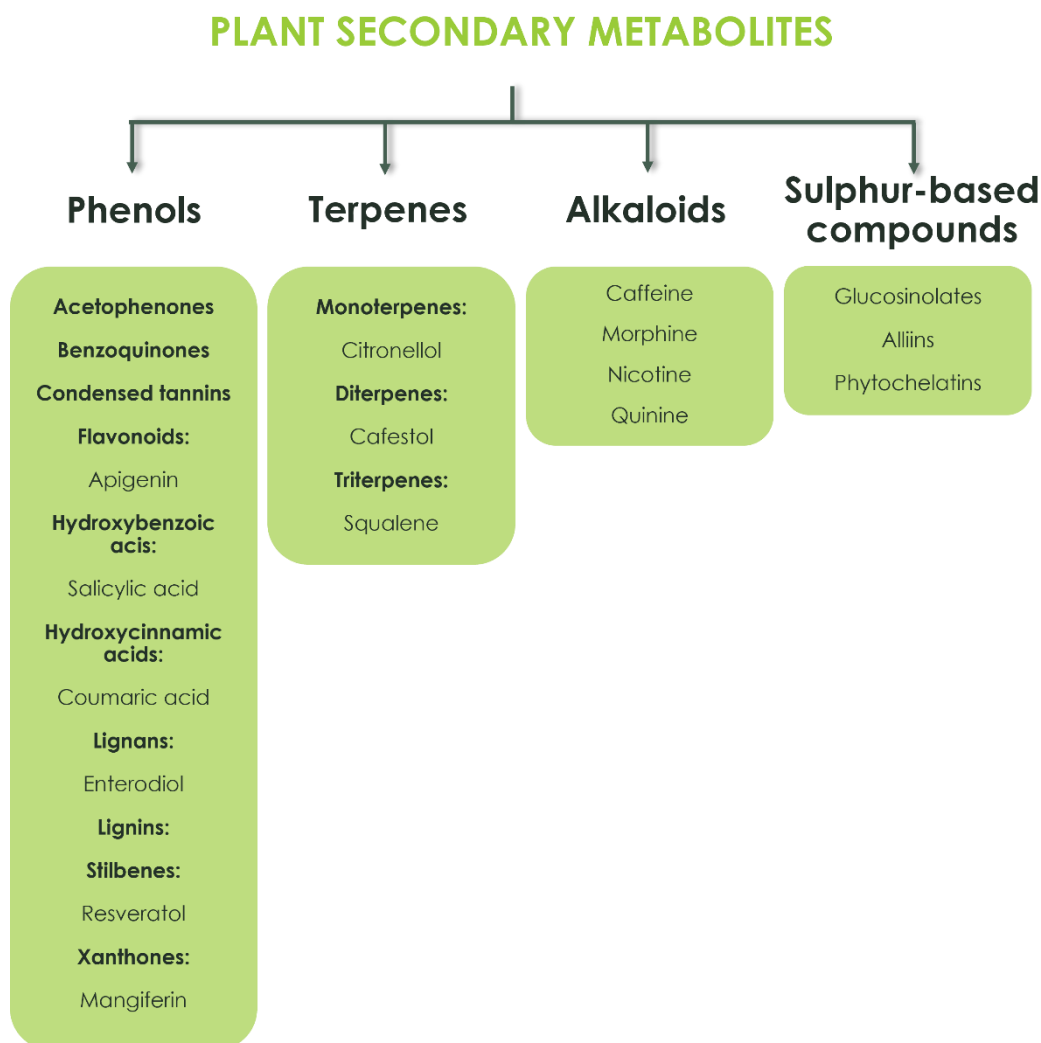 PLANT SECONDARY METABOLITES
Phenols
Acetophenones
Benzoquinones
Condensed tannins
Flavonoids:
Apigenin
Hydroxybenzoic
acis:
Salicylic acid
Hydroxycinnamic
acids:
Coumaric acid
Lignans:
Enterodiol
Lignins:
Stilbenes:
Resveratol
Xanthones:
Mangiferin
Terpenes
Monoterpenes:
Citronellol
Diterpenes:
Cafestol
Triterpenes:
Squalene
Alkaloids
Caffeine
Morphine
Nicotine
Quinine
Sulphur-based
compounds
Glucosinolates
Alliins
Phytochelatins